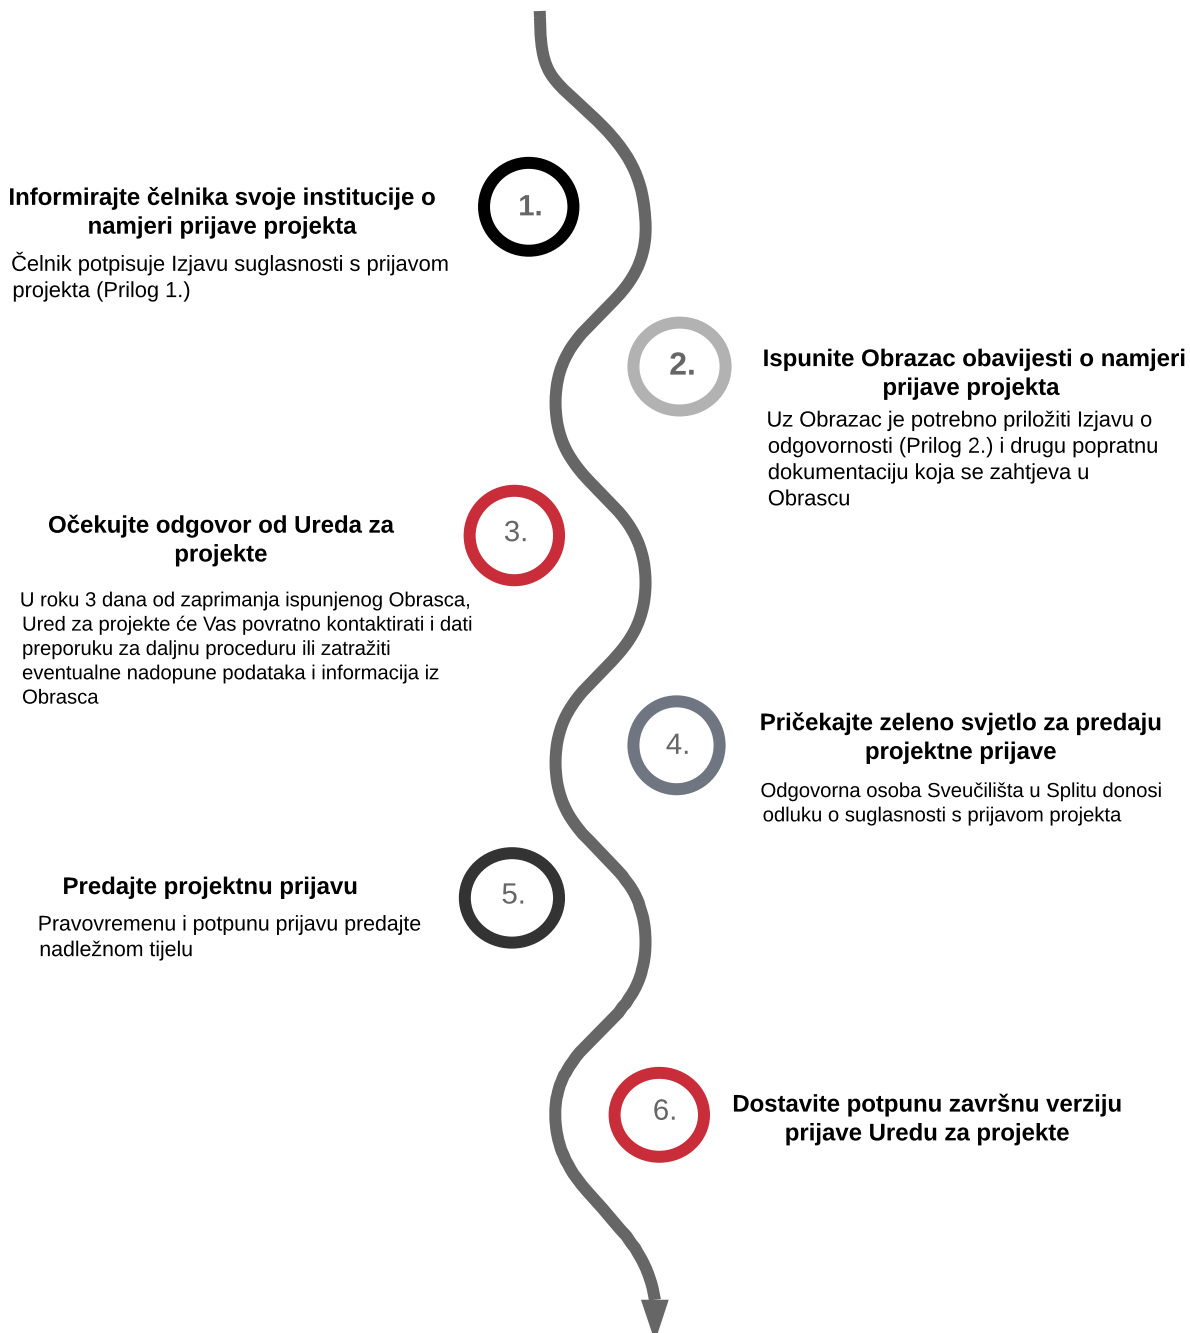 1.
Informirajte čelnika svoje institucije o
namjeri prijave projekta
Čelnik potpisuje Izjavu suglasnosti s prijavom
projekta (Prilog 1.)
2.
Ispunite Obrazac obavijesti o namjeri
prijave projekta
Uz Obrazac je potrebno priložiti Izjavu o
odgovornosti (Prilog 2.) i drugu popratnu
dokumentaciju koja se zahtjeva u
Obrascu
3.
Očekujte odgovor od Ureda za
projekte
U roku 3 dana od zaprimanja ispunjenog Obrasca,
Ured za projekte će Vas povratno kontaktirati i dati
preporuku za daljnu proceduru ili zatražiti
eventualne nadopune podataka i informacija iz
Obrasca
4.
Pričekajte zeleno svjetlo za predaju
projektne prijave
Odgovorna osoba Sveučilišta u Splitu donosi
odluku o suglasnosti s prijavom projekta
5.
Predajte projektnu prijavu
Pravovremenu i potpunu prijavu predajte
nadležnom tijelu
6.
Dostavite potpunu završnu verziju
prijave Uredu za projekte